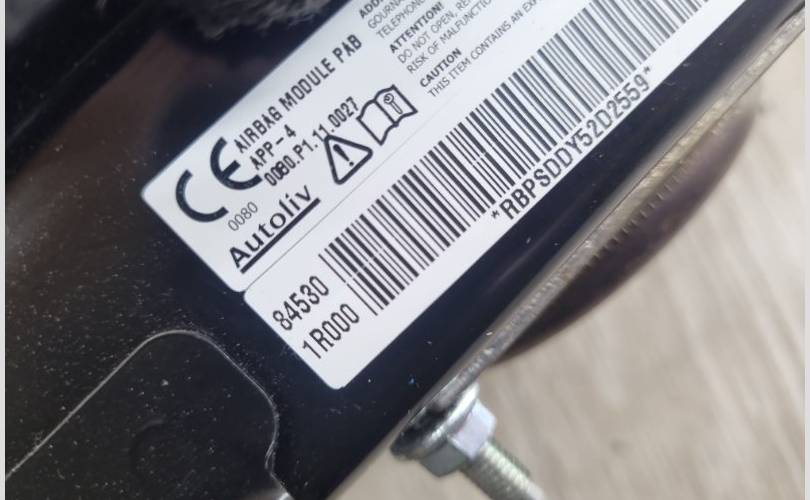 CE
0080
AIRBAG MODULE PAB
APP-4
0080.P1.11.0027
Autoliv
ATTENTION!
DO NOT OPEN, RE
RISK OF MALFUNCTIO
CAUTION
THIS ITEM CONTAINS AN EX
84530
1R000
*RBPSDDY52D2559*